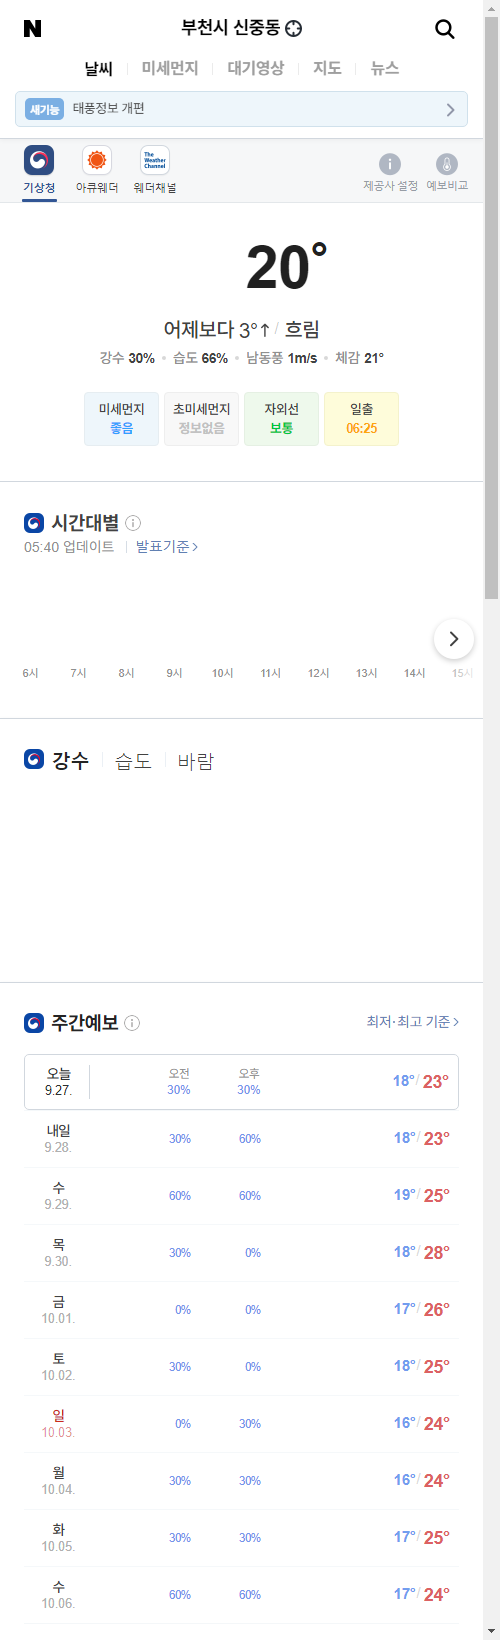 N
부천시 신중동
날씨 미세먼지 대기영상 지도 뉴스
새기능 태풍정보 개편
The Weather Channel
기상청 아큐웨더 웨더채널 제공사 설정 예보비교
20°
어제보다 3°↑ / 흐림
강수 30% • 습도 66% • 남동풍 1m/s • 체감 21°
미세먼지 초미세먼지 자외선 일출
좋음 정보없음 보통 06:25
시간대별
05:40 업데이트 발표기준 >
6시 7시 8시 9시 10시 11시 12시 13시 14시 15시
강수 습도 바람
주간예보 최저·최고 기준 >
오늘 오전 오후
9.27. 30% 30% 18°/ 23°
내일
9.28. 30% 60% 18°/ 23°
수
9.29. 60% 60% 19°/ 25°
목
9.30. 30% 0% 18°/ 28°
금
10.01. 0% 0% 17°/ 26°
토
10.02. 30% 0% 18°/ 25°
일
10.03. 0% 30% 16°/ 24°
월
10.04. 30% 30% 16°/ 24°
화
10.05. 30% 30% 17°/ 25°
수
10.06. 60% 60% 17°/ 24°